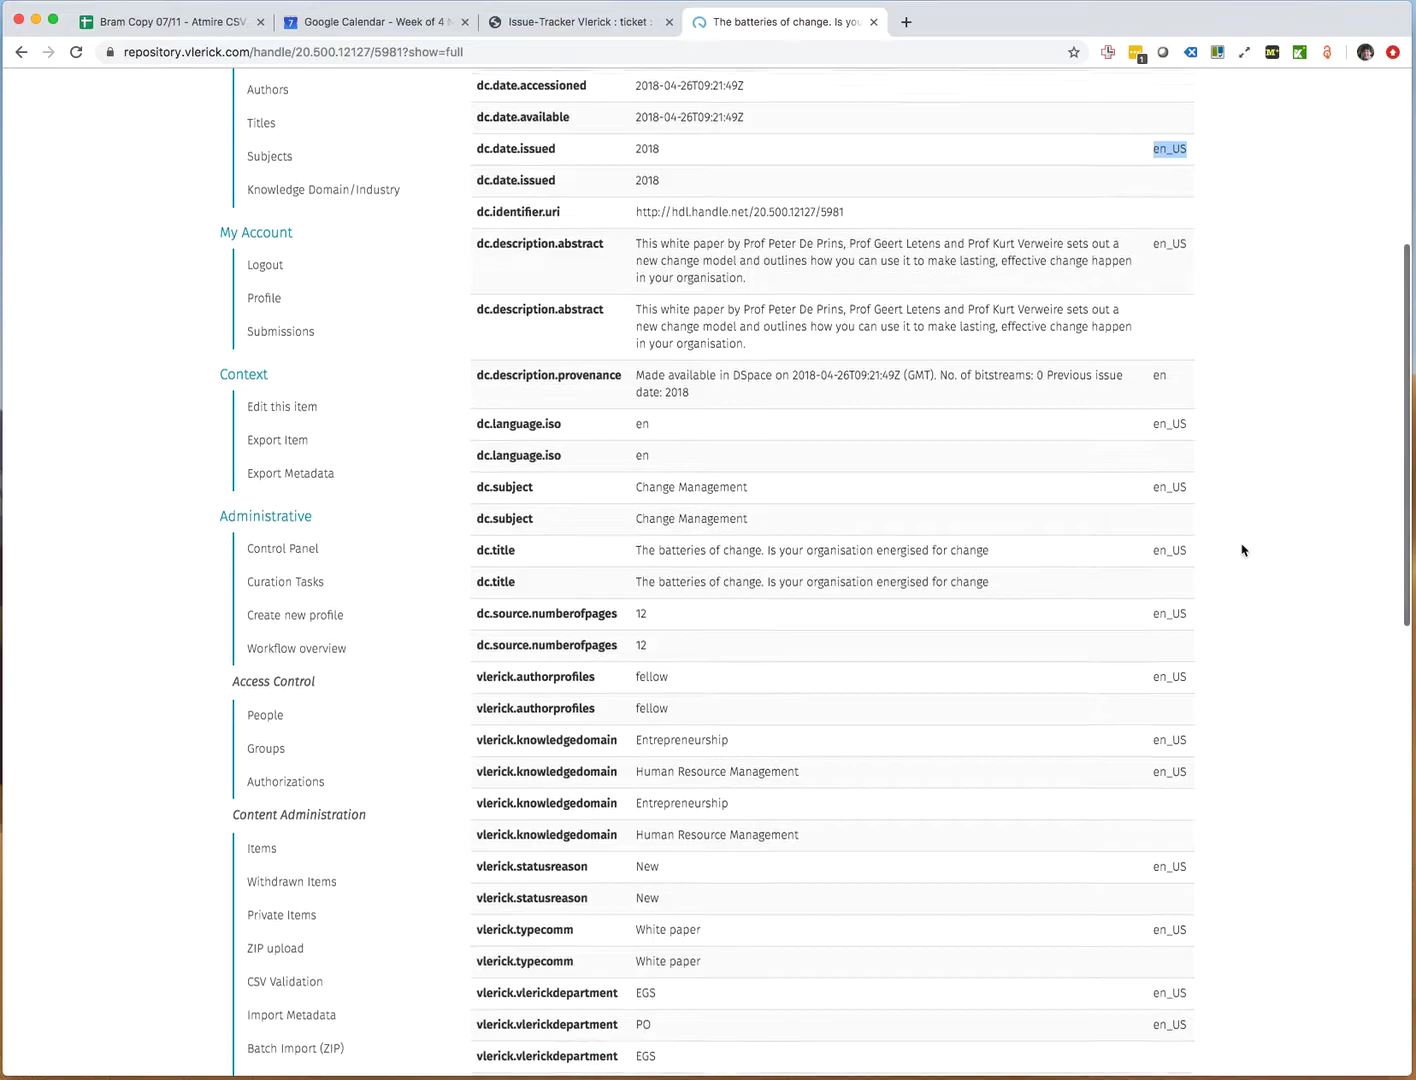 Bram Copy 07/11 - Atmire CSV
Google Calendar - Week of 4 N
Issue-Tracker Vlerick : ticket :
The batteries of change. Is you
repository.vlerick.com/handle/20.500.12127/5981?show=full
1
Authors
Titles
Subjects
Knowledge Domain/Industry
My Account
Logout
Profile
Submissions
Context
Edit this item
Export Item
Export Metadata
Administrative
Control Panel
Curation Tasks
Create new profile
Workflow overview
Access Control
People
Groups
Authorizations
Content Administration
Items
Withdrawn Items
Private Items
ZIP upload
CSV Validation
Import Metadata
Batch Import (ZIP)
dc.date.accessioned 2018-04-26T09:21:49Z
dc.date.available 2018-04-26T09:21:49Z
dc.date.issued 2018 en_US
dc.date.issued 2018
dc.identifier.uri http://hdl.handle.net/20.500.12127/5981
dc.description.abstract This white paper by Prof Peter De Prins, Prof Geert Letens and Prof Kurt Verweire sets out a en_US
new change model and outlines how you can use it to make lasting, effective change happen
in your organisation.
dc.description.abstract This white paper by Prof Peter De Prins, Prof Geert Letens and Prof Kurt Verweire sets out a
new change model and outlines how you can use it to make lasting, effective change happen
in your organisation.
dc.description.provenance Made available in DSpace on 2018-04-26T09:21:49Z (GMT). No. of bitstreams: 0 Previous issue en
date: 2018
dc.language.iso en en_US
dc.language.iso en
dc.subject Change Management en_US
dc.subject Change Management
dc.title The batteries of change. Is your organisation energised for change en_US
dc.title The batteries of change. Is your organisation energised for change
dc.source.numberofpages 12 en_US
dc.source.numberofpages 12
vlerick.authorprofiles fellow en_US
vlerick.authorprofiles fellow
vlerick.knowledgedomain Entrepreneurship en_US
vlerick.knowledgedomain Human Resource Management en_US
vlerick.knowledgedomain Entrepreneurship
vlerick.knowledgedomain Human Resource Management
vlerick.statusreason New en_US
vlerick.statusreason New
vlerick.typecomm White paper en_US
vlerick.typecomm White paper
vlerick.vlerickdepartment EGS en_US
vlerick.vlerickdepartment PO en_US
vlerick.vlerickdepartment EGS